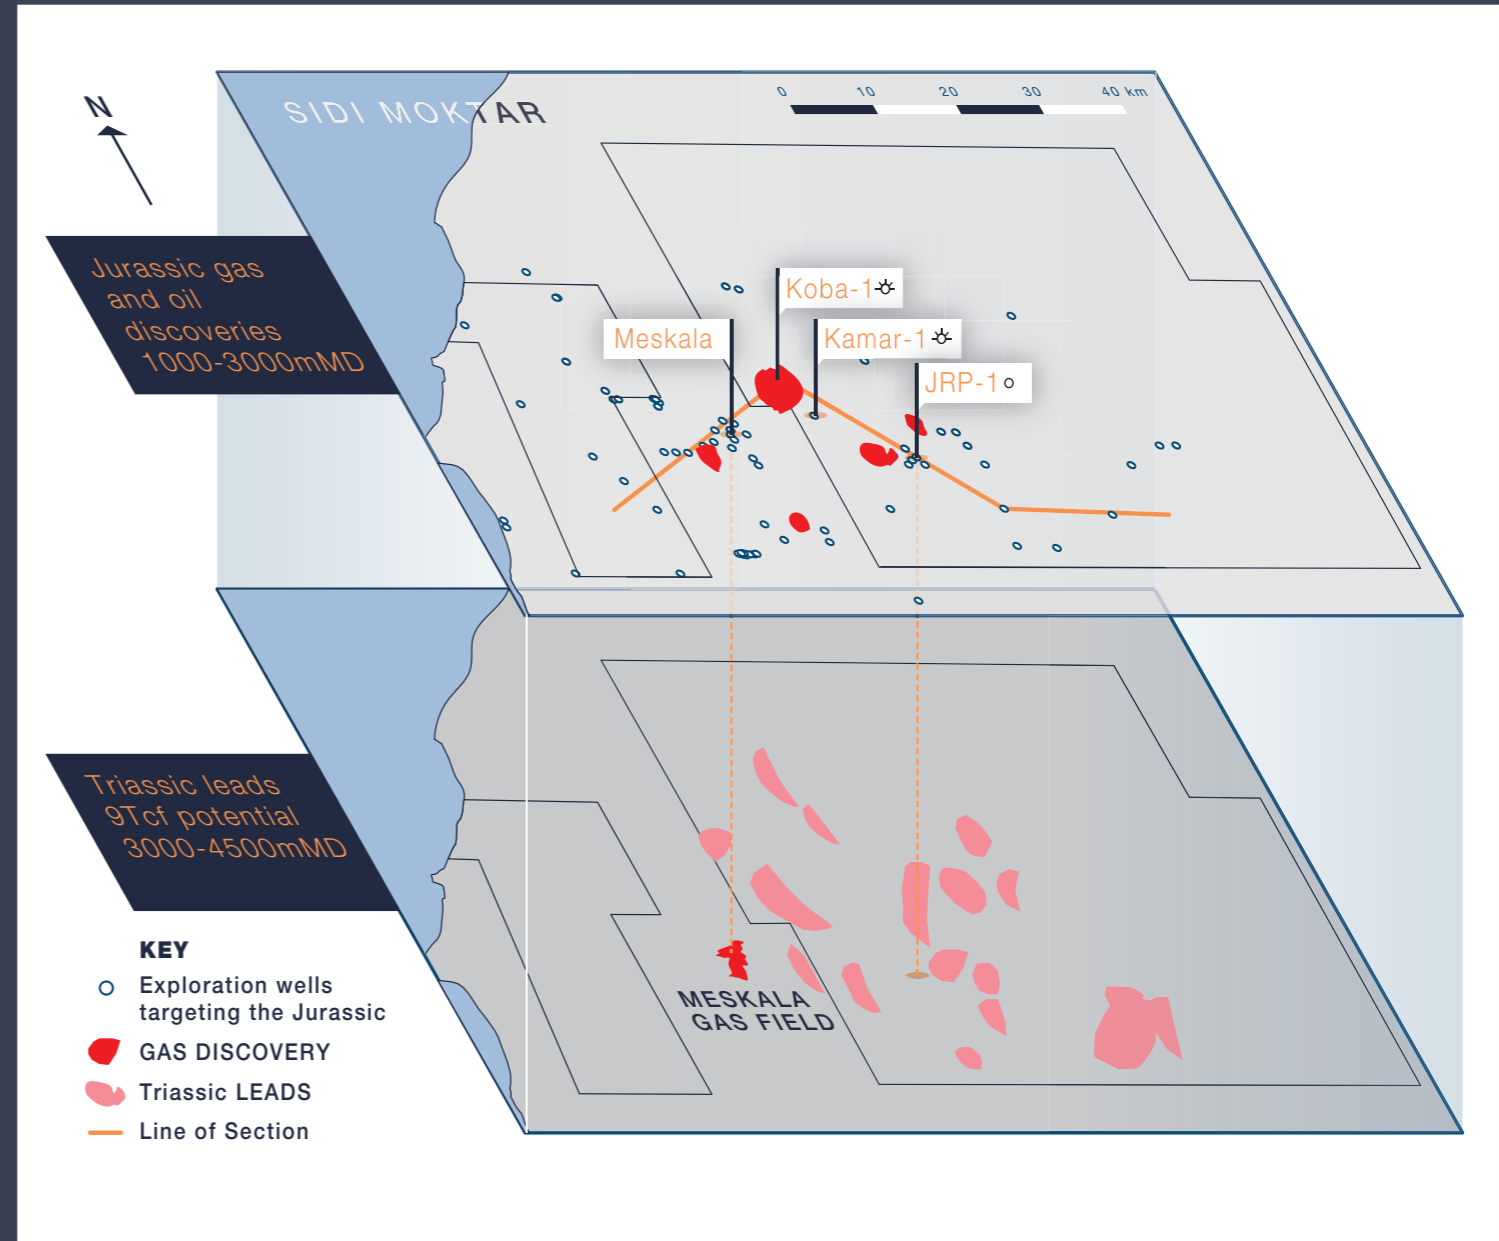 N
SIDI MOKTAR
0 10 20 30 40 km
Jurassic gas
and oil
discoveries
1000-3000mMD
Koba-1
Meskala
Kamar-1
JRP-1
Triassic leads
9Tcf potential
3000-4500mMD
MESKALA
GAS FIELD
KEY
Exploration wells
targeting the Jurassic
GAS DISCOVERY
Triassic LEADS
Line of Section